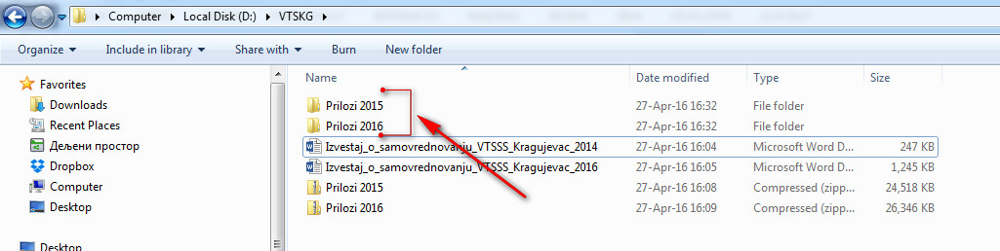 Computer Local Disk (D:) VTSKG
Organize Include in library Share with Burn New folder
Favorites
Downloads
Recent Places
Дељени простор
Dropbox
Computer
Desktop
Desktop
Name Date modified Type Size
Prilozi 2015 27-Apr-16 16:32 File folder
Prilozi 2016 27-Apr-16 16:32 File folder
Izvestaj_o_samovrednovanju_VTSSS_Kragujevac_2014 27-Apr-16 16:04 Microsoft Word D... 247 KB
Izvestaj_o_samovrednovanju_VTSSS_Kragujevac_2016 27-Apr-16 16:05 Microsoft Word D... 1,245 KB
Prilozi 2015 27-Apr-16 16:08 Compressed (zipp... 24,518 KB
Prilozi 2016 27-Apr-16 16:09 Compressed (zipp... 26,346 KB